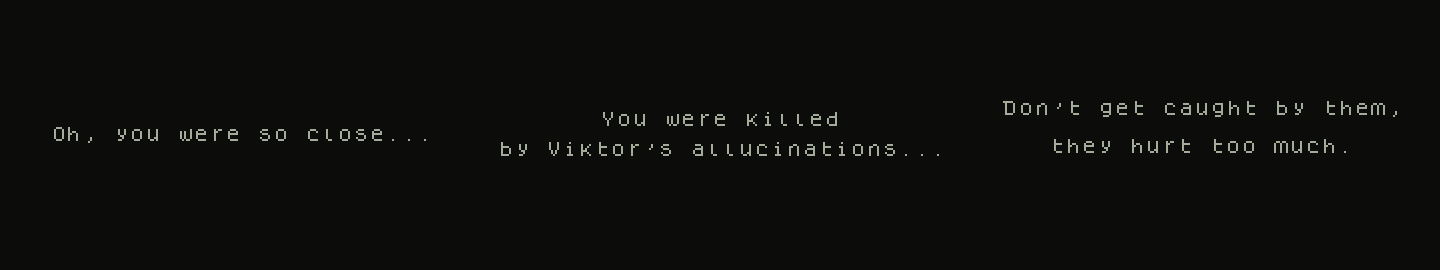 Oh, you were so close...
You were killed
by Viktor's allucinations...
Don't get caught by them,
they hurt too much.